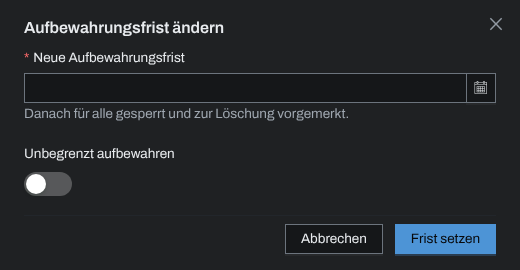 Aufbewahrungsfrist ändern
* Neue Aufbewahrungsfrist
Danach für alle gesperrt und zur Löschung vorgemerkt.
Unbegrenzt aufbewahren
Abbrechen
Frist setzen